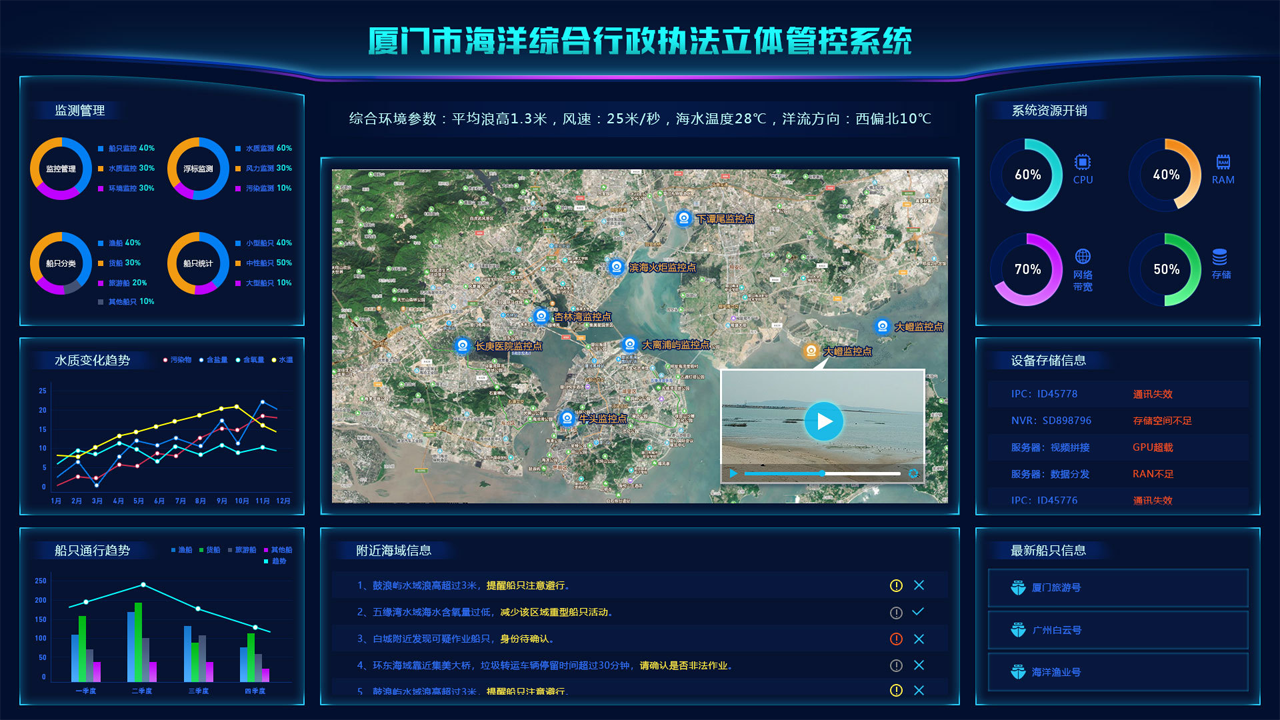 厦门市海洋综合行政执法立体管控系统
监测管理
监控管理
船只监控 40%
水质监控 30%
环境监控 30%
浮标监测
水质监测 60%
风力监测 30%
污染监测 10%
船只分类
渔船 40%
货船 30%
旅游船 20%
其他船只 10%
船只统计
小型船只 40%
中性船只 50%
大型船只 10%
水质变化趋势
污染物 含盐量 含氧量 水温
25
20
15
10
5
0
1月 2月 3月 4月 5月 6月 7月 8月 9月 10月 11月 12月
船只通行趋势
渔船 货船 旅游船 其他船
趋势
250
200
150
100
50
0
一季度 二季度 三季度 四季度
综合环境参数：平均浪高1.3米，风速：25米/秒，海水温度28℃，洋流方向：西偏北10℃
下潭尾监控点
滨海火炬监控点
杏林湾监控点
长庚医院监控点
大离浦屿监控点
大嶝监控点
大嶝监控点
牛头监控点
附近海域信息
1、鼓浪屿水域浪高超过3米，提醒船只注意避行。
2、五缘湾水域海水含氧量过低，减少该区域重型船只活动。
3、白城附近发现可疑作业船只，身份待确认。
4、环东海域靠近集美大桥，垃圾转运车辆停留时间超过30分钟，请确认是否非法作业。
5、鼓浪屿水域浪高超过3米，提醒船只注意避行。
系统资源开销
60%
CPU
40%
RAM
70%
网络
带宽
50%
存储
设备存储信息
IPC：ID45778 通讯失效
NVR：SD898796 存储空间不足
服务器：视频拼接 GPU超载
服务器：数据分发 RAN不足
IPC：ID45776 通讯失效
最新船只信息
厦门旅游号
广州白云号
海洋渔业号